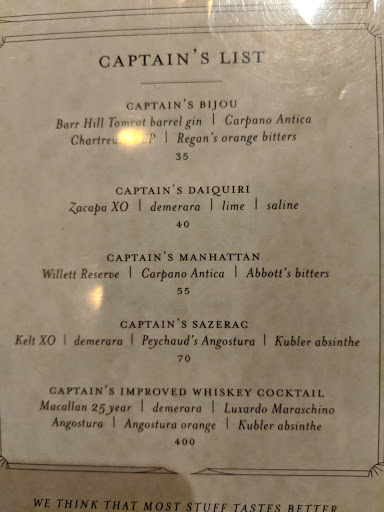 CAPTAIN'S LIST
CAPTAIN'S BIJOU
Barr Hill Tomcat barrel gin | Carpano Antica
| Regan's orange bitters
35
CAPTAIN'S DAIQUIRI
Zacapa XO | demerara | lime | saline
40
CAPTAIN'S MANHATTAN
Willett Reserve | Carpano Antica | Abbott's bitters
55
CAPTAIN'S SAZERAC
Kelt XO | demerara | Peychaud's Angostura | Kubler absinthe
70
CAPTAIN'S IMPROVED WHISKEY COCKTAIL
Macallan 25 year | demerara | Luxardo Maraschino
Angostura | Angostura orange | Kubler absinthe
400
WE THINK THAT MOST STUFF TASTES BETTER